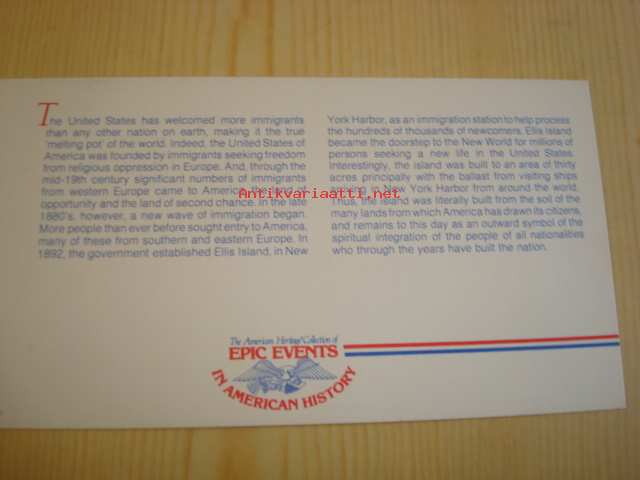 The United States has welcomed more immigrants
than any other nation on earth, making it the true
'melting pot' of the world. Indeed, the United States of
America was founded by immigrants seeking freedom
from religious oppression in Europe. And, through the
mid-19th century significant numbers of immigrants
from western Europe came to America, the land of
opportunity and the land of second chance. In the late
1880's, however, a new wave of immigration began.
More people than ever before sought entry to America,
many of these from southern and eastern Europe. In
1892, the government established Ellis Island, in New
York Harbor, as an immigration station to help process
the hundreds of thousands of newcomers. Ellis Island
became the doorstep to the New World for millions of
persons seeking a new life in the United States.
Interestingly, the island was built to an area of thirty
acres principally with the ballast from visiting ships
in New York Harbor from around the world.
Thus, the island was literally built from the soil of the
many lands from which America has drawn its citizens,
and remains to this day as an outward symbol of the
spiritual integration of the people of all nationalities
who through the years have built the nation.
Antikvariaatti.net
The American Heritage Collection of
EPIC EVENTS
IN AMERICAN HISTORY